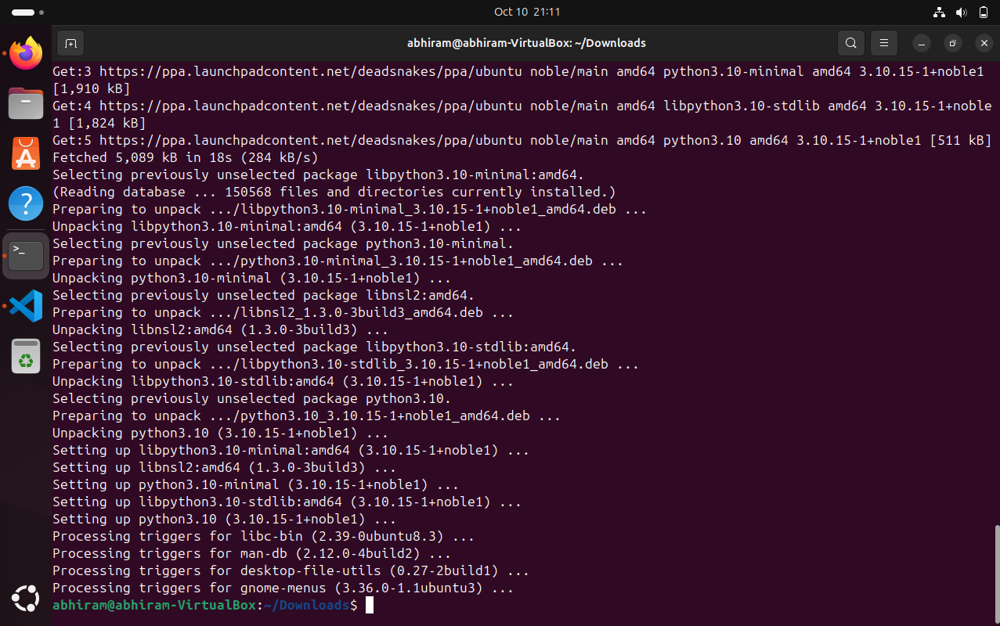 Oct 10 21:11
abhiram@abhiram-VirtualBox: ~/Downloads
Get:3 https://ppa.launchpadcontent.net/deadsnakes/ppa/ubuntu noble/main amd64 python3.10-minimal amd64 3.10.15-1+noble1
[1,910 kB]
Get:4 https://ppa.launchpadcontent.net/deadsnakes/ppa/ubuntu noble/main amd64 libpython3.10-stdlib amd64 3.10.15-1+noble
1 [1,824 kB]
Get:5 https://ppa.launchpadcontent.net/deadsnakes/ppa/ubuntu noble/main amd64 python3.10 amd64 3.10.15-1+noble1 [511 kB]
Fetched 5,089 kB in 18s (284 kB/s)
Selecting previously unselected package libpython3.10-minimal:amd64.
(Reading database ... 150568 files and directories currently installed.)
Preparing to unpack .../libpython3.10-minimal_3.10.15-1+noble1_amd64.deb ...
Unpacking libpython3.10-minimal:amd64 (3.10.15-1+noble1) ...
Selecting previously unselected package python3.10-minimal.
Preparing to unpack .../python3.10-minimal_3.10.15-1+noble1_amd64.deb ...
Unpacking python3.10-minimal (3.10.15-1+noble1) ...
Selecting previously unselected package libnsl2:amd64.
Preparing to unpack .../libnsl2_1.3.0-3build3_amd64.deb ...
Unpacking libnsl2:amd64 (1.3.0-3build3) ...
Selecting previously unselected package libpython3.10-stdlib:amd64.
Preparing to unpack .../libpython3.10-stdlib_3.10.15-1+noble1_amd64.deb ...
Unpacking libpython3.10-stdlib:amd64 (3.10.15-1+noble1) ...
Selecting previously unselected package python3.10.
Preparing to unpack .../python3.10_3.10.15-1+noble1_amd64.deb ...
Unpacking python3.10 (3.10.15-1+noble1) ...
Setting up libpython3.10-minimal:amd64 (3.10.15-1+noble1) ...
Setting up libnsl2:amd64 (1.3.0-3build3) ...
Setting up python3.10-minimal (3.10.15-1+noble1) ...
Setting up libpython3.10-stdlib:amd64 (3.10.15-1+noble1) ...
Setting up python3.10 (3.10.15-1+noble1) ...
Processing triggers for libc-bin (2.39-0ubuntu8.3) ...
Processing triggers for man-db (2.12.0-4build2) ...
Processing triggers for desktop-file-utils (0.27-2build1) ...
Processing triggers for gnome-menus (3.36.0-1.1ubuntu3) ...
abhiram@abhiram-VirtualBox:~/Downloads$